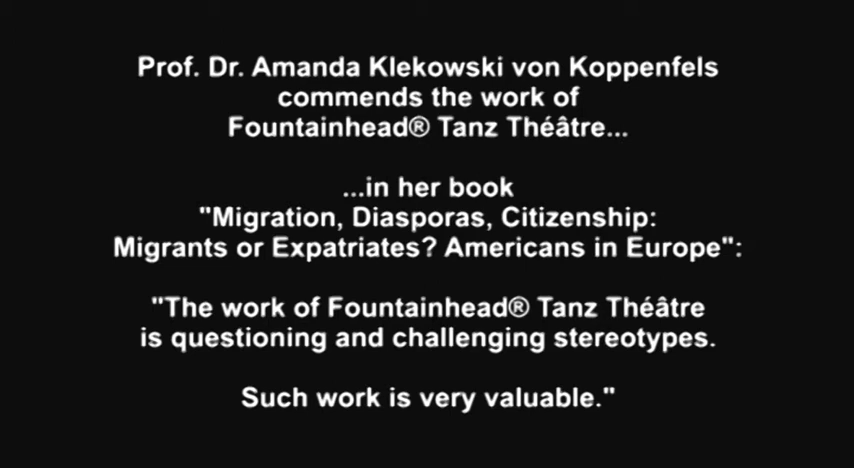 Prof. Dr. Amanda Klekowski von Koppenfels
commends the work of
Fountainhead® Tanz Théâtre...
...in her book
"Migration, Diasporas, Citizenship:
Migrants or Expatriates? Americans in Europe":
"The work of Fountainhead® Tanz Théâtre
is questioning and challenging stereotypes.
Such work is very valuable."